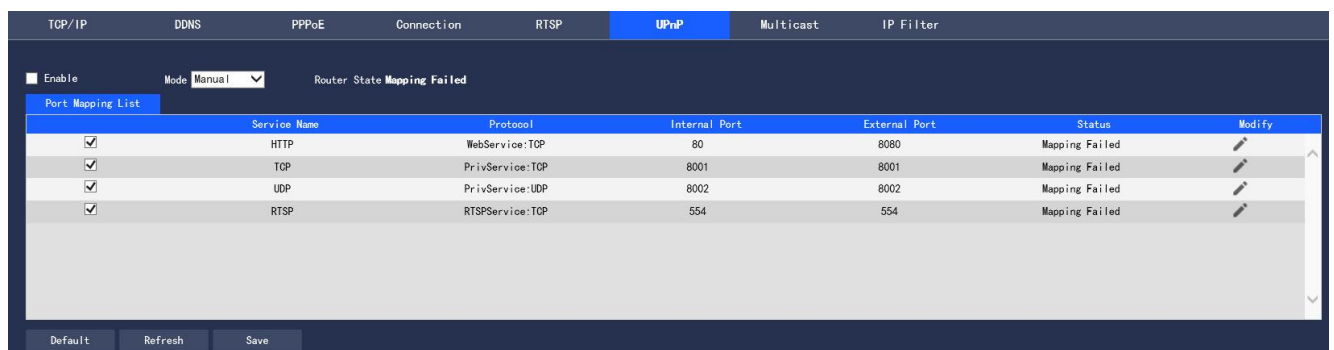 TCP/IP DDNS PPPoE Connection RTSP UPnP Multicast IP Filter
Enable Mode Manual Router State Mapping Failed
Port Mapping List
Service Name Protocol Internal Port External Port Status Modify
HTTP WebService:TCP 80 8080 Mapping Failed
TCP PrivService:TCP 8001 8001 Mapping Failed
UDP PrivService:UDP 8002 8002 Mapping Failed
RTSP RTSPService:TCP 554 554 Mapping Failed
Default Refresh Save